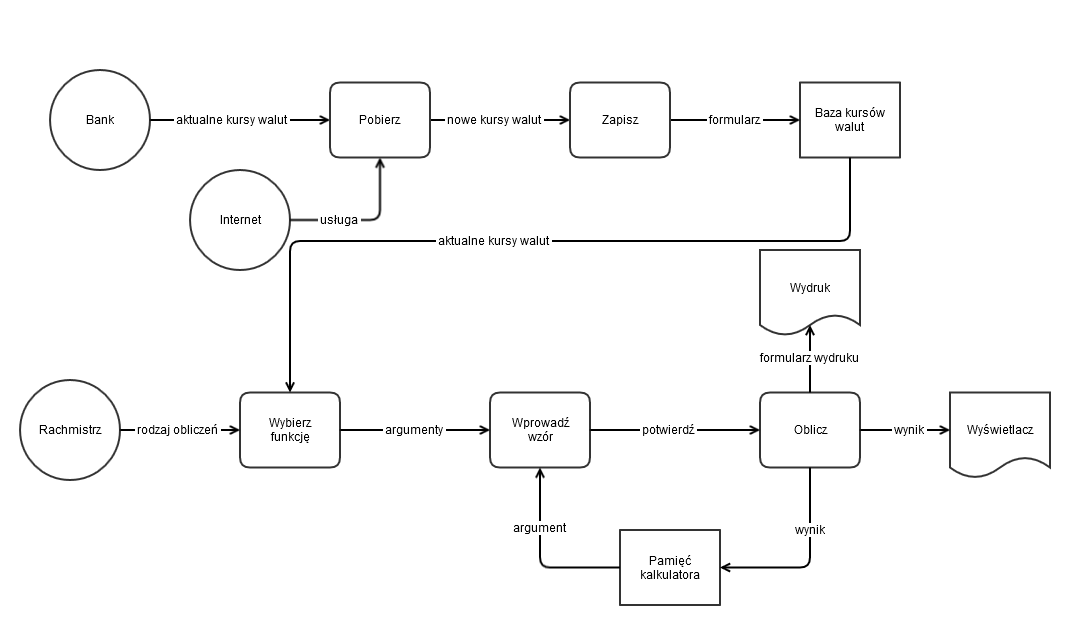 Bank
aktualne kursy walut
Pobierz
nowe kursy walut
Zapisz
formularz
Baza kursów
walut
Internet
usługa
aktualne kursy walut
Wydruk
formularz wydruku
Rachmistrz
rodzaj obliczeń
Wybierz
funkcję
argumenty
Wprowadź
wzór
potwierdź
Oblicz
wynik
Wyświetlacz
argument
wynik
Pamięć
kalkulatora